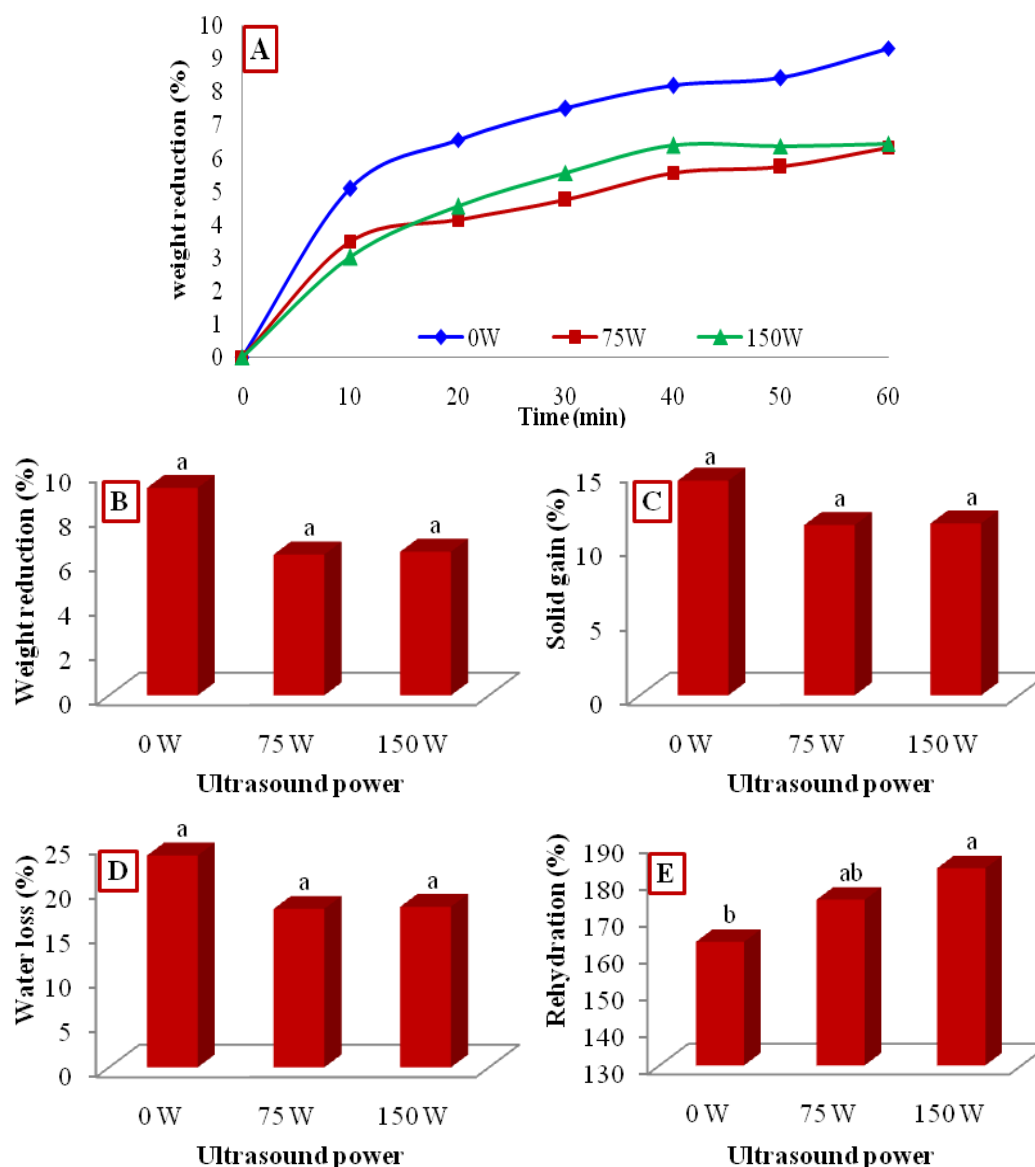 A
weight reduction (%)
10
9
8
7
6
5
4
3
2
1
0
0W 75W 150W
0 10 20 30 40 50 60
Time (min)
B
Weight reduction (%)
10
8
6
4
2
0
a a a
0 W 75 W 150 W
Ultrasound power
C
Solid gain (%)
15
10
5
0
a a a
0 W 75 W 150 W
Ultrasound power
D
Water loss (%)
25
20
15
10
5
0
a a a
0 W 75 W 150 W
Ultrasound power
E
Rehydration (%)
190
180
170
160
150
140
130
b ab a
0 W 75 W 150 W
Ultrasound power